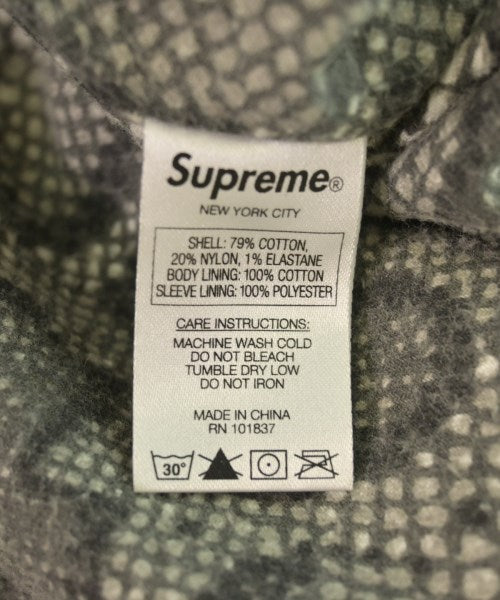 Supreme®
NEW YORK CITY
SHELL: 79% COTTON,
20% NYLON, 1% ELASTANE
BODY LINING: 100% COTTON
SLEEVE LINING: 100% POLYESTER
CARE INSTRUCTIONS:
MACHINE WASH COLD
DO NOT BLEACH
TUMBLE DRY LOW
DO NOT IRON
MADE IN CHINA
RN 101837
30°